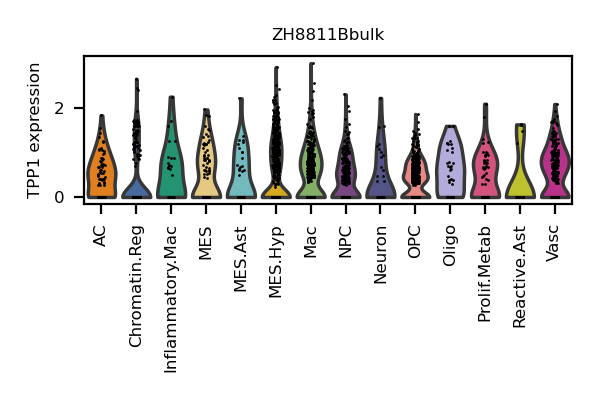 ZH8811Bbulk
TPP1 expression
2
0
AC
Chromatin.Reg
Inflammatory.Mac
MES
MES.Ast
MES.Hyp
Mac
NPC
Neuron
OPC
Oligo
Prolif.Metab
Reactive.Ast
Vasc